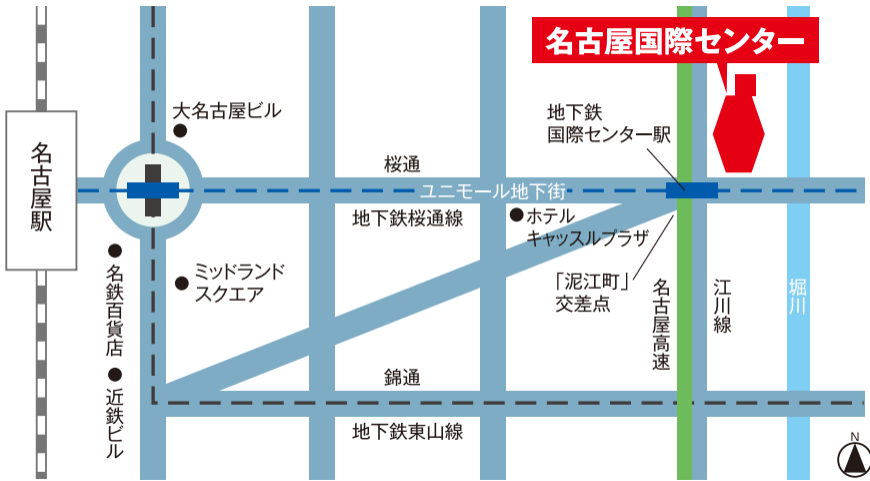 名古屋国際センター
大名古屋ビル
地下鉄
国際センター駅
名古屋駅
桜通
ユニモール地下街
地下鉄桜通線
ホテル
キャッスルプラザ
ミッドランド
スクエア
「泥江町」
交差点
名鉄百貨店
名古屋高速
江川線
堀川
近鉄ビル
錦通
地下鉄東山線
N